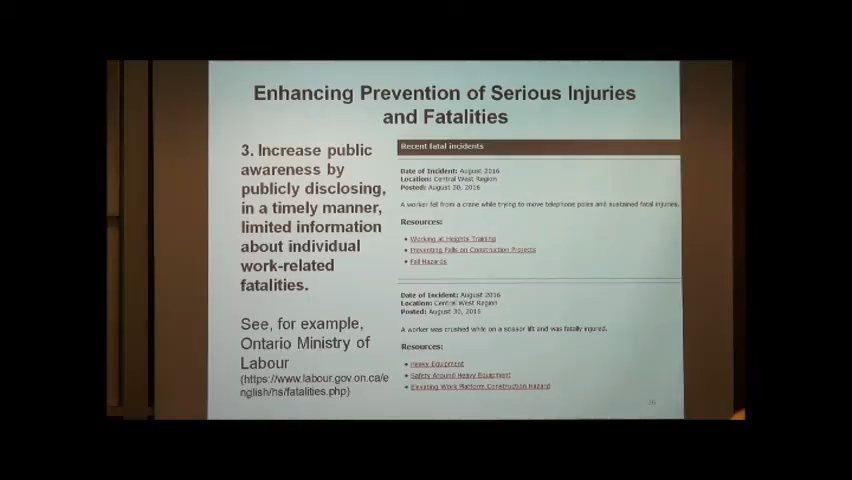 Enhancing Prevention of Serious Injuries
and Fatalities
3. Increase public
awareness by
publicly disclosing,
in a timely manner,
limited information
about individual
work-related
fatalities.
See, for example,
Ontario Ministry of
Labour
(https://www.labour.gov.on.ca/e
nglish/hs/fatalities.php)
Recent fatal incidents
Date of Incident: August 2016
Location: Central West Region
Posted: August 30, 2016
A worker fell from a crane while trying to move telephone poles and sustained fatal injuries.
Resources:
• Working at Heights Training
• Preventing Falls on Construction Projects
• Fall Hazards
Date of Incident: August 2016
Location: Central West Region
Posted: August 30, 2016
A worker was crushed while on a scissor lift and was fatally injured.
Resources:
• Heavy Equipment
• Safety Around Heavy Equipment
• Elevating Work Platform Construction Hazard